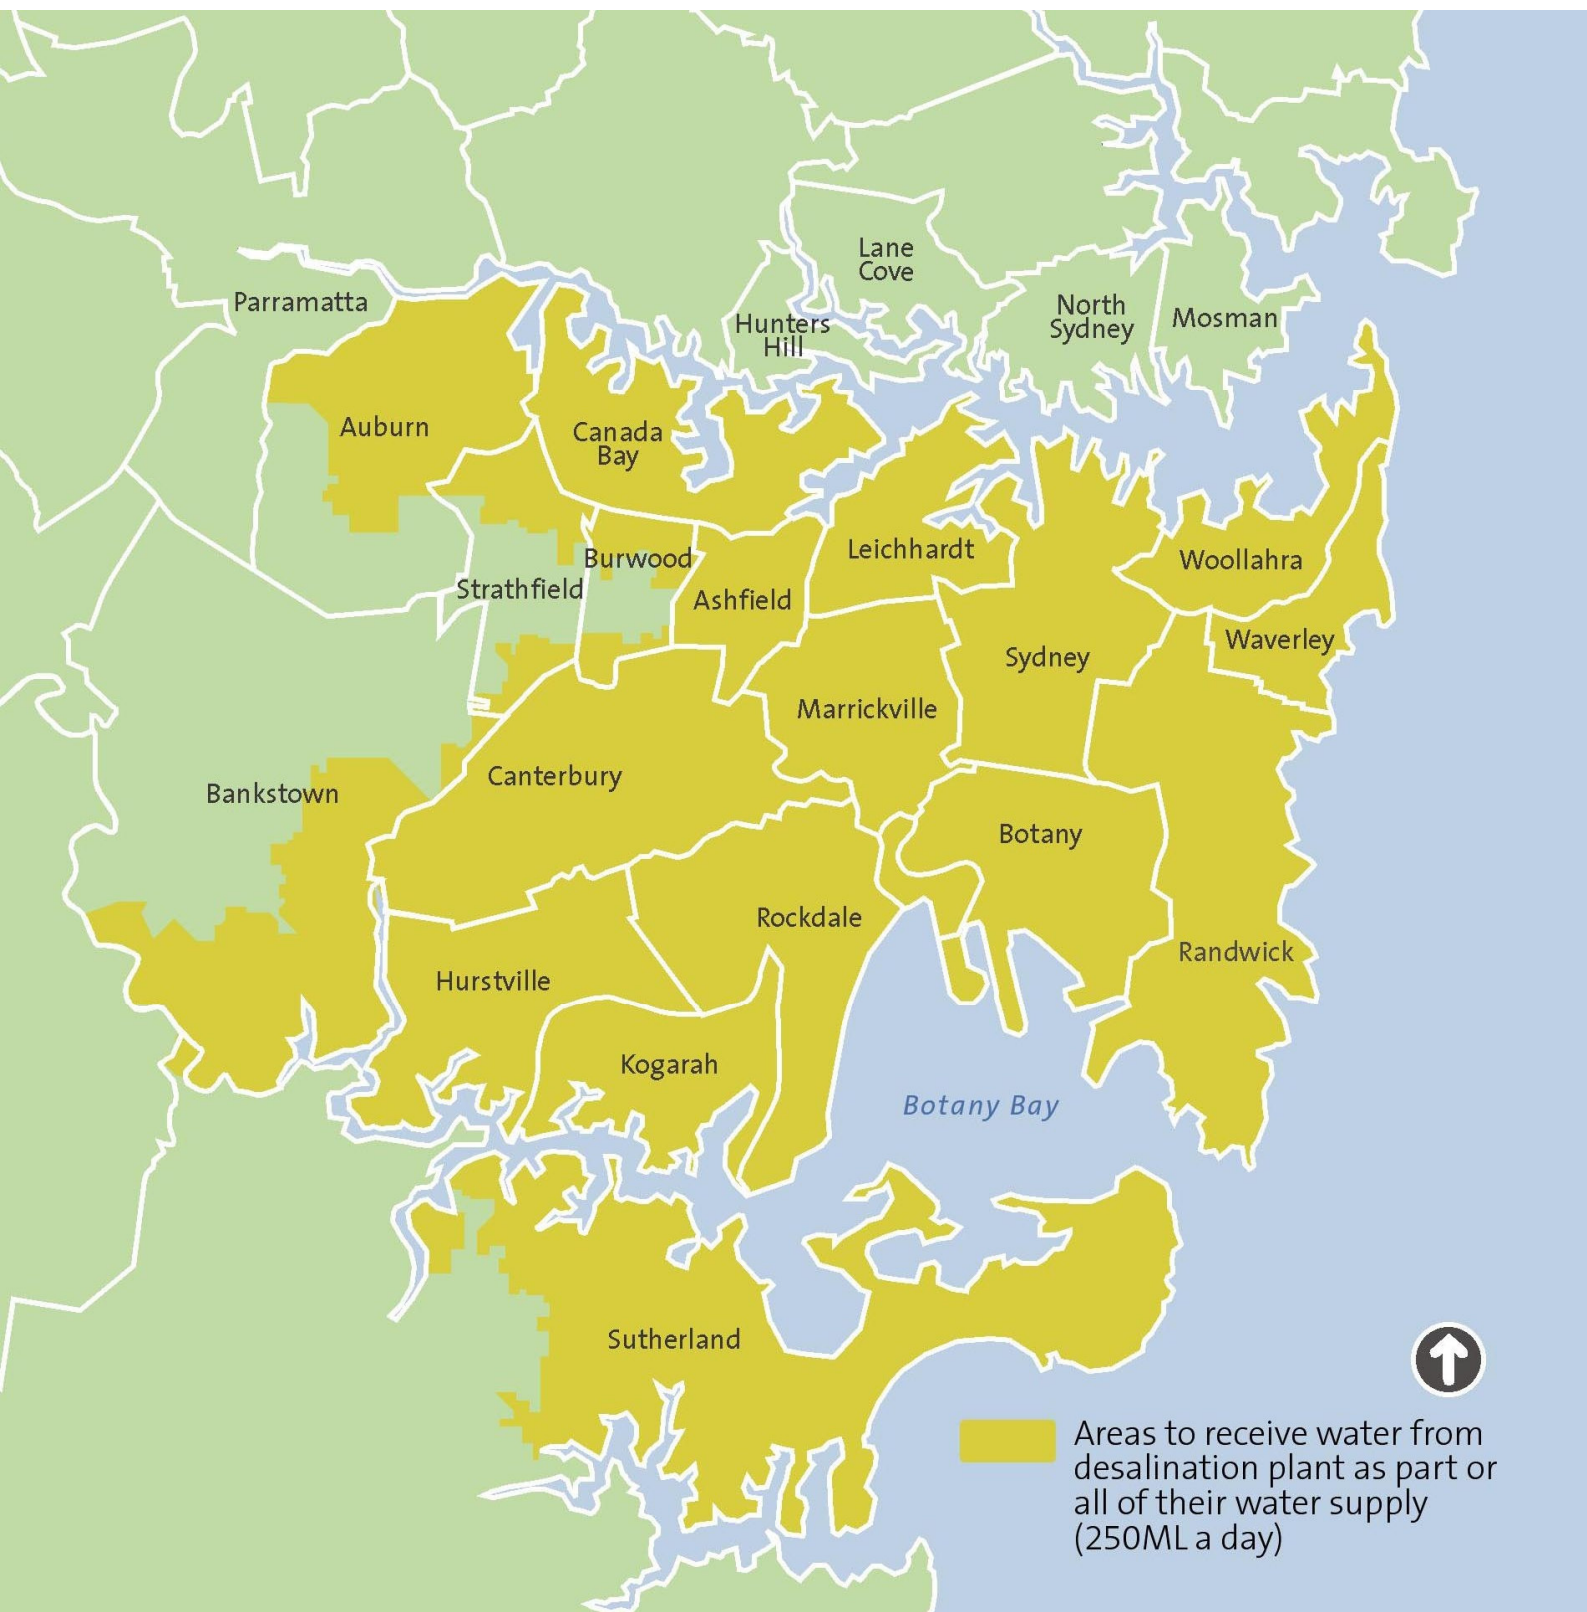 Lane
Cove
Parramatta
North
Sydney
Mosman
Hunters
Hill
Auburn
Canada
Bay
Leichhardt
Burwood
Woollahra
Strathfield
Ashfield
Waverley
Sydney
Marrickville
Canterbury
Bankstown
Botany
Rockdale
Randwick
Hurstville
Kogarah
Botany Bay
Sutherland
Areas to receive water from
desalination plant as part or
all of their water supply
(250ML a day)